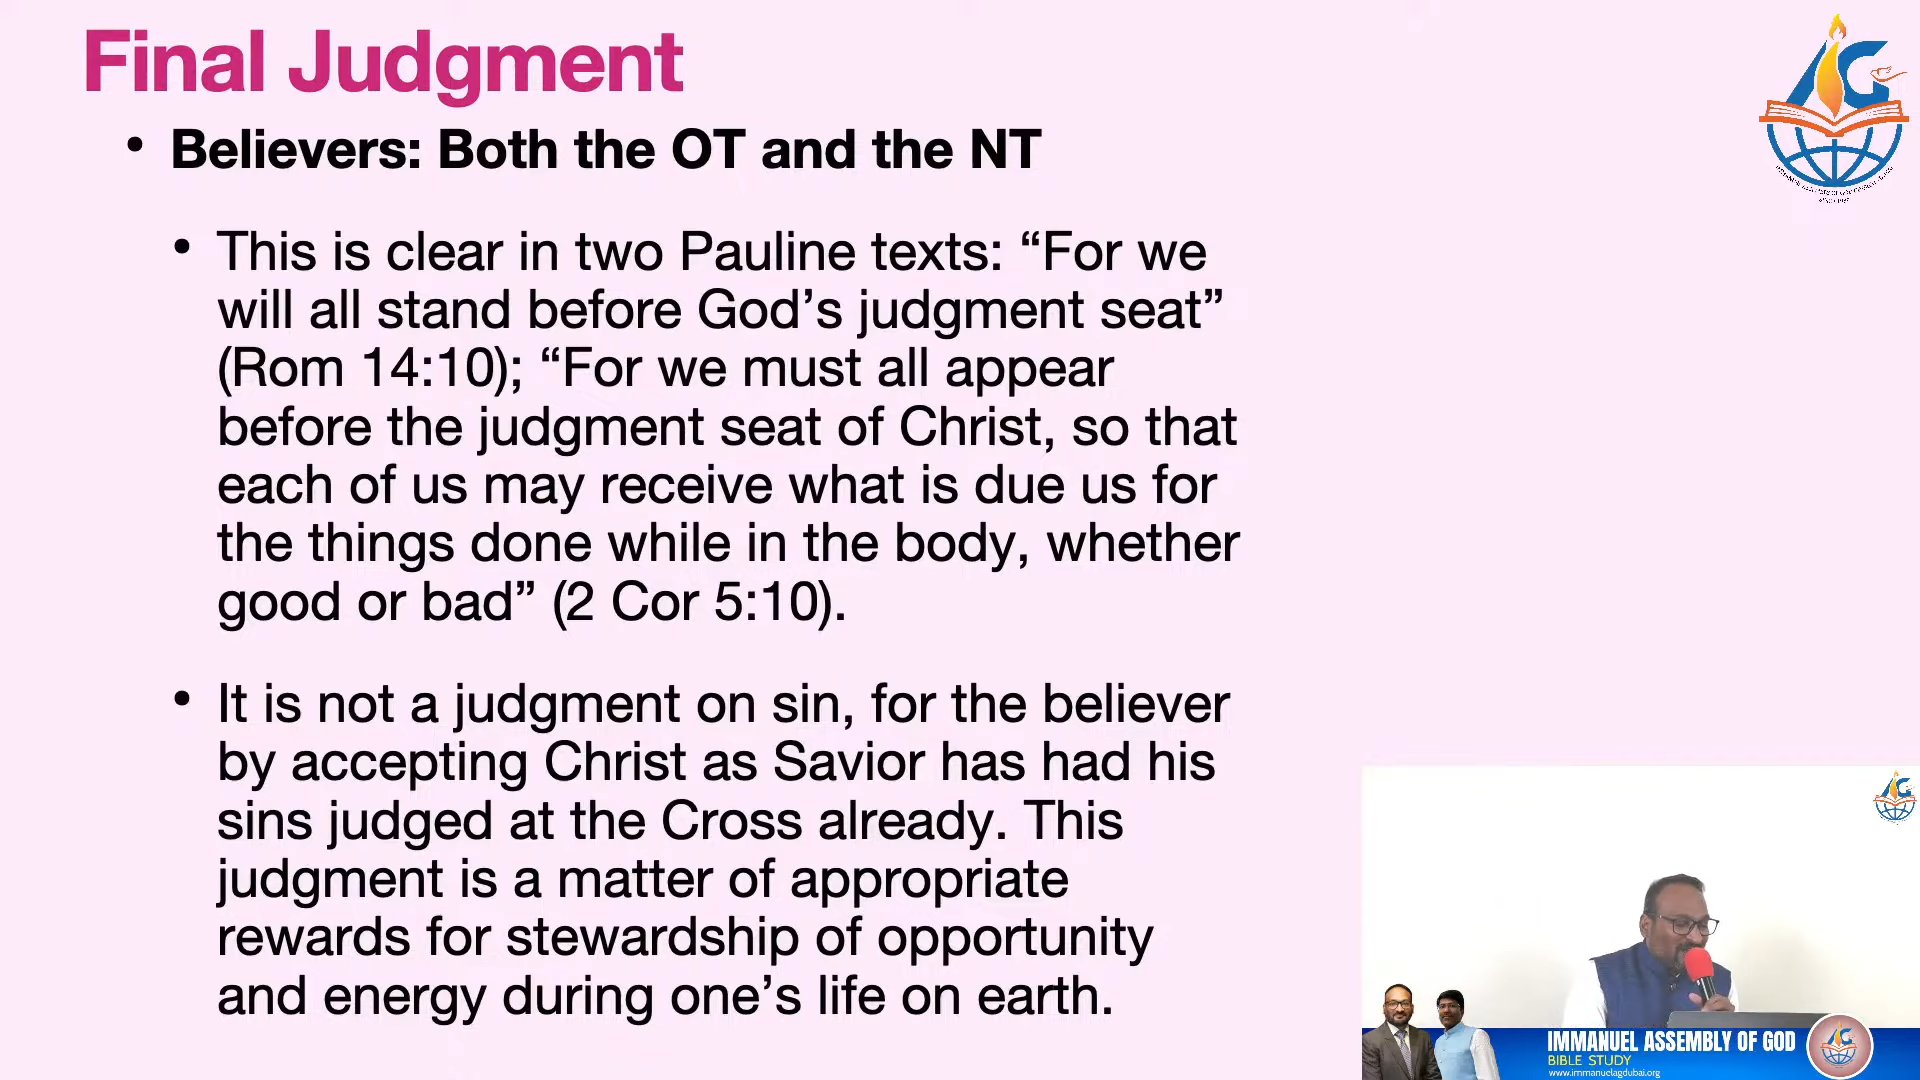 Final Judgment
• Believers: Both the OT and the NT
• This is clear in two Pauline texts: “For we
will all stand before God’s judgment seat”
(Rom 14:10); “For we must all appear
before the judgment seat of Christ, so that
each of us may receive what is due us for
the things done while in the body, whether
good or bad” (2 Cor 5:10).
• It is not a judgment on sin, for the believer
by accepting Christ as Savior has had his
sins judged at the Cross already. This
judgment is a matter of appropriate
rewards for stewardship of opportunity
and energy during one’s life on earth.
AG
AG
IMMANUEL ASSEMBLY OF GOD
BIBLE STUDY
www.immanuelagdubai.org